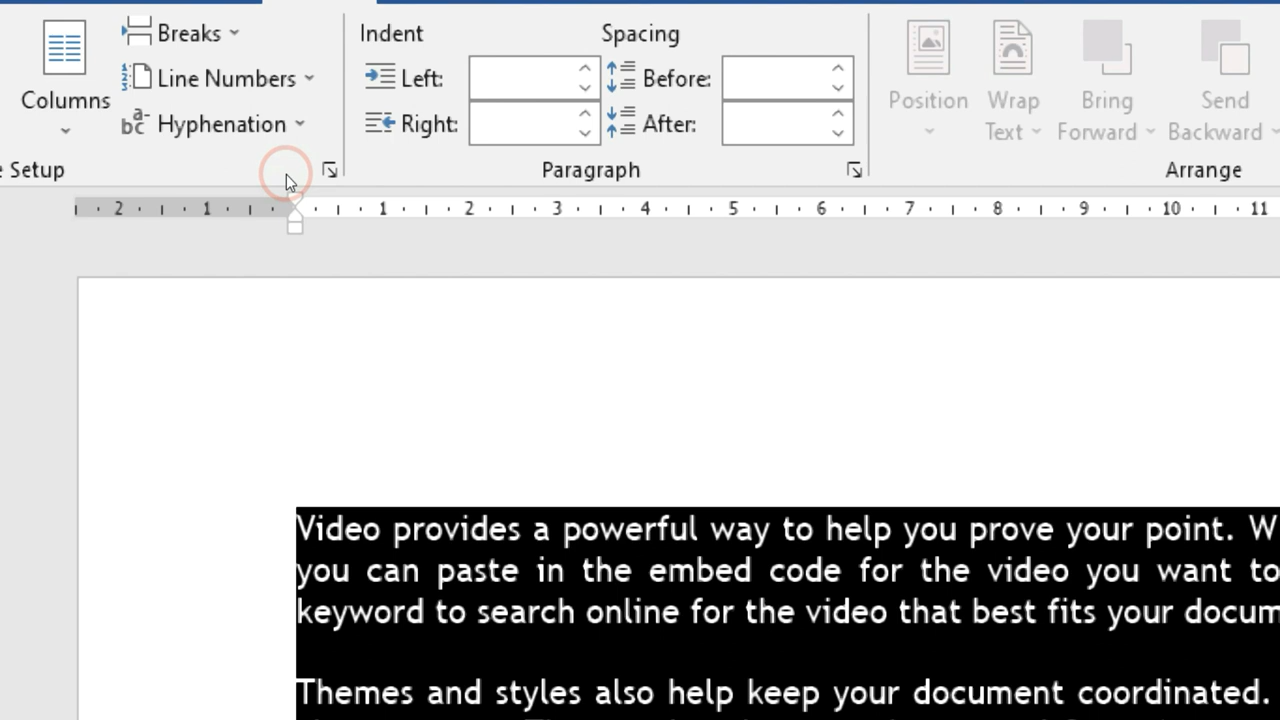 Breaks
Indent
Spacing
Line Numbers
Left:
Before:
Columns
Position
Wrap
Text
Bring
Forward
Send
Backward
Hyphenation
Right:
After:
e Setup
Paragraph
Arrange
2 1 1 2 3 4 5 6 7 8 9 10 11
Video provides a powerful way to help you prove your point. W
you can paste in the embed code for the video you want to
keyword to search online for the video that best fits your docum
Themes and styles also help keep your document coordinated.